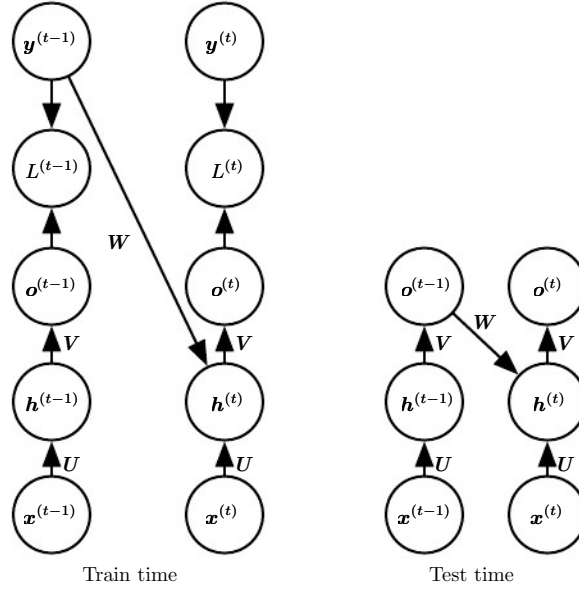 y^(t−1) y^(t)
L^(t−1) L^(t)
W
o^(t−1) o^(t) o^(t−1) o^(t)
W
V V V V
h^(t−1) h^(t) h^(t−1) h^(t)
U U U U
x^(t−1) x^(t) x^(t−1) x^(t)
Train time Test time